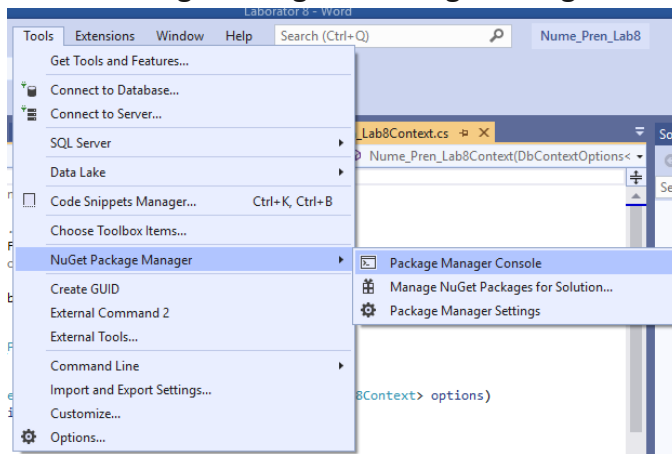 Laborator 8 - Word
Tools Extensions Window Help Search (Ctrl+Q) Nume_Pren_Lab8
Get Tools and Features...
Connect to Database...
Connect to Server...
SQL Server
_Lab8Context.cs
Data Lake
Nume_Pren_Lab8Context(DbContextOptions<
Code Snippets Manager... Ctrl+K, Ctrl+B
Choose Toolbox Items...
NuGet Package Manager
Package Manager Console
Create GUID
Manage NuGet Packages for Solution...
External Command 2
Package Manager Settings
External Tools...
Command Line
Import and Export Settings...
8Context> options)
Customize...
Options...